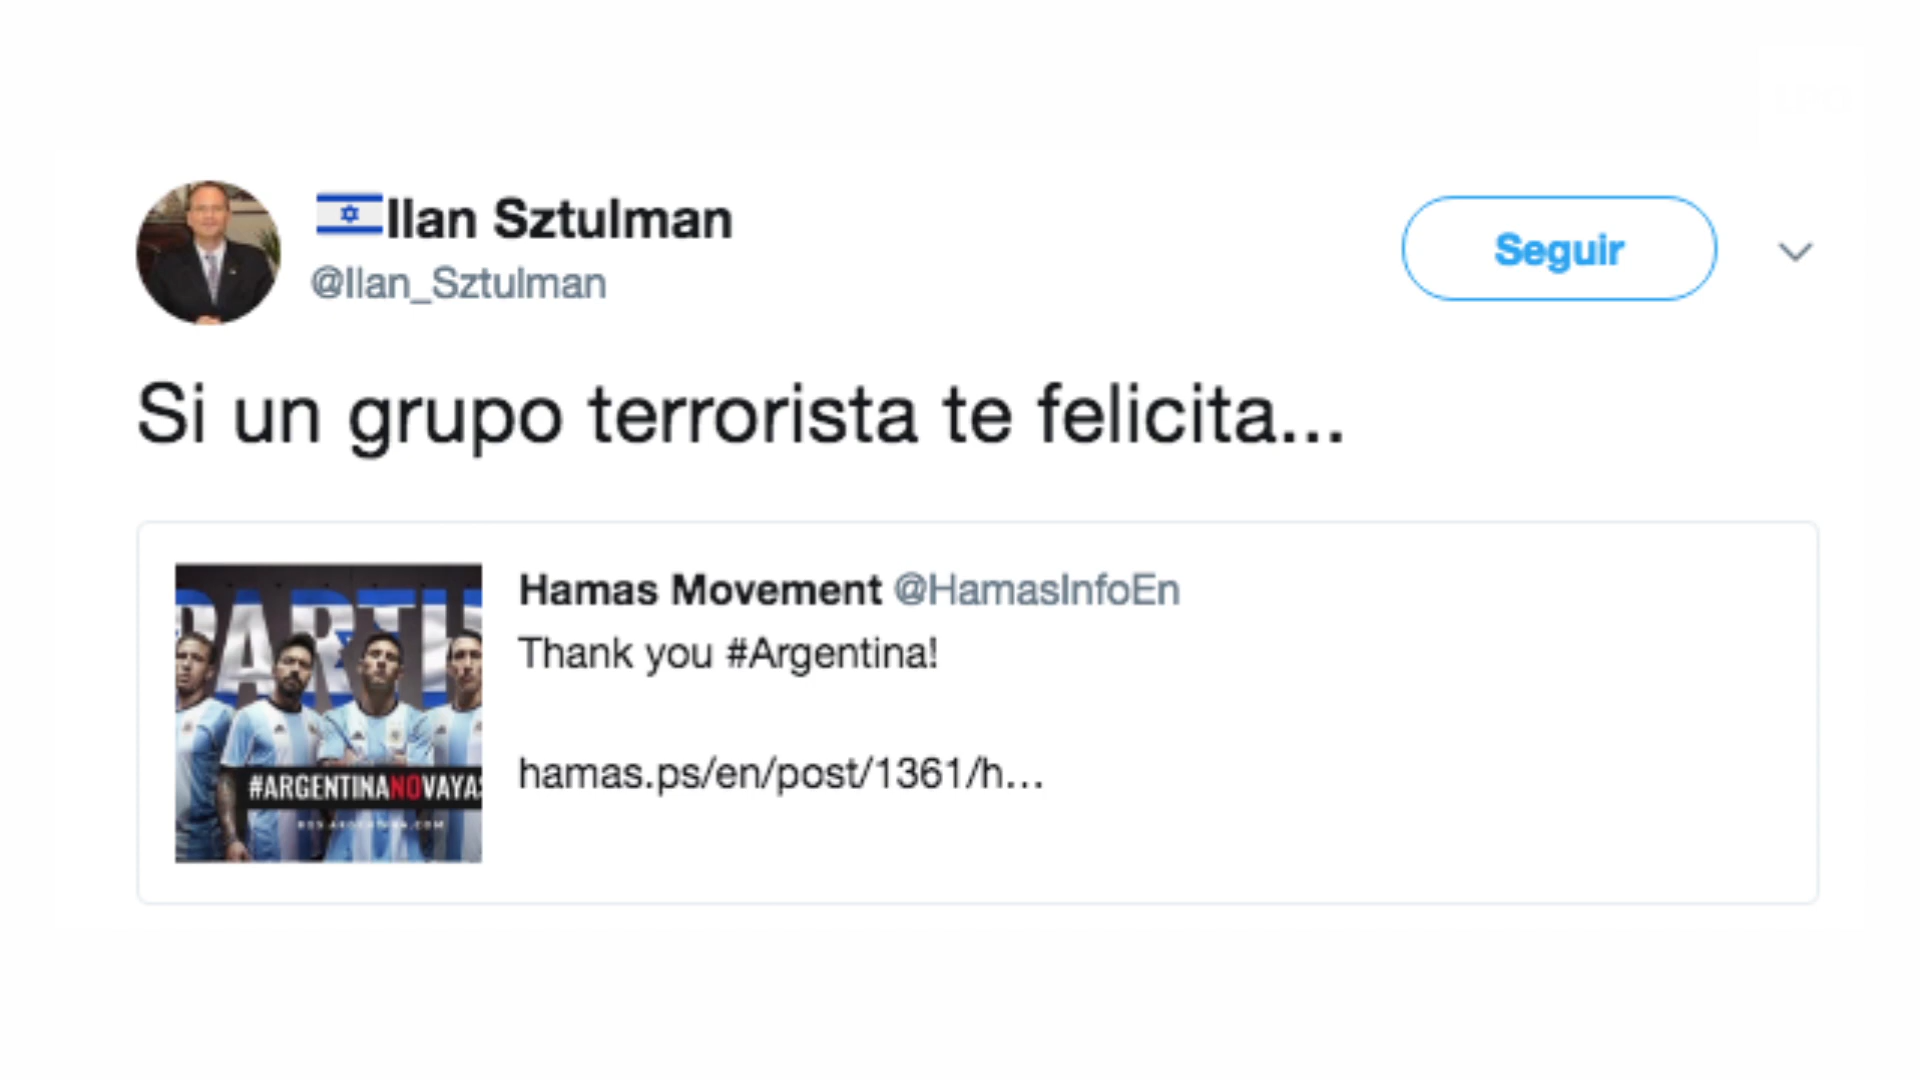 Ilan Sztulman
@Ilan_Sztulman
Seguir
Si un grupo terrorista te felicita...
Hamas Movement @HamasInfoEn
Thank you #Argentina!
hamas.ps/en/post/1361/h...
#ARGENTINANOVAYAS